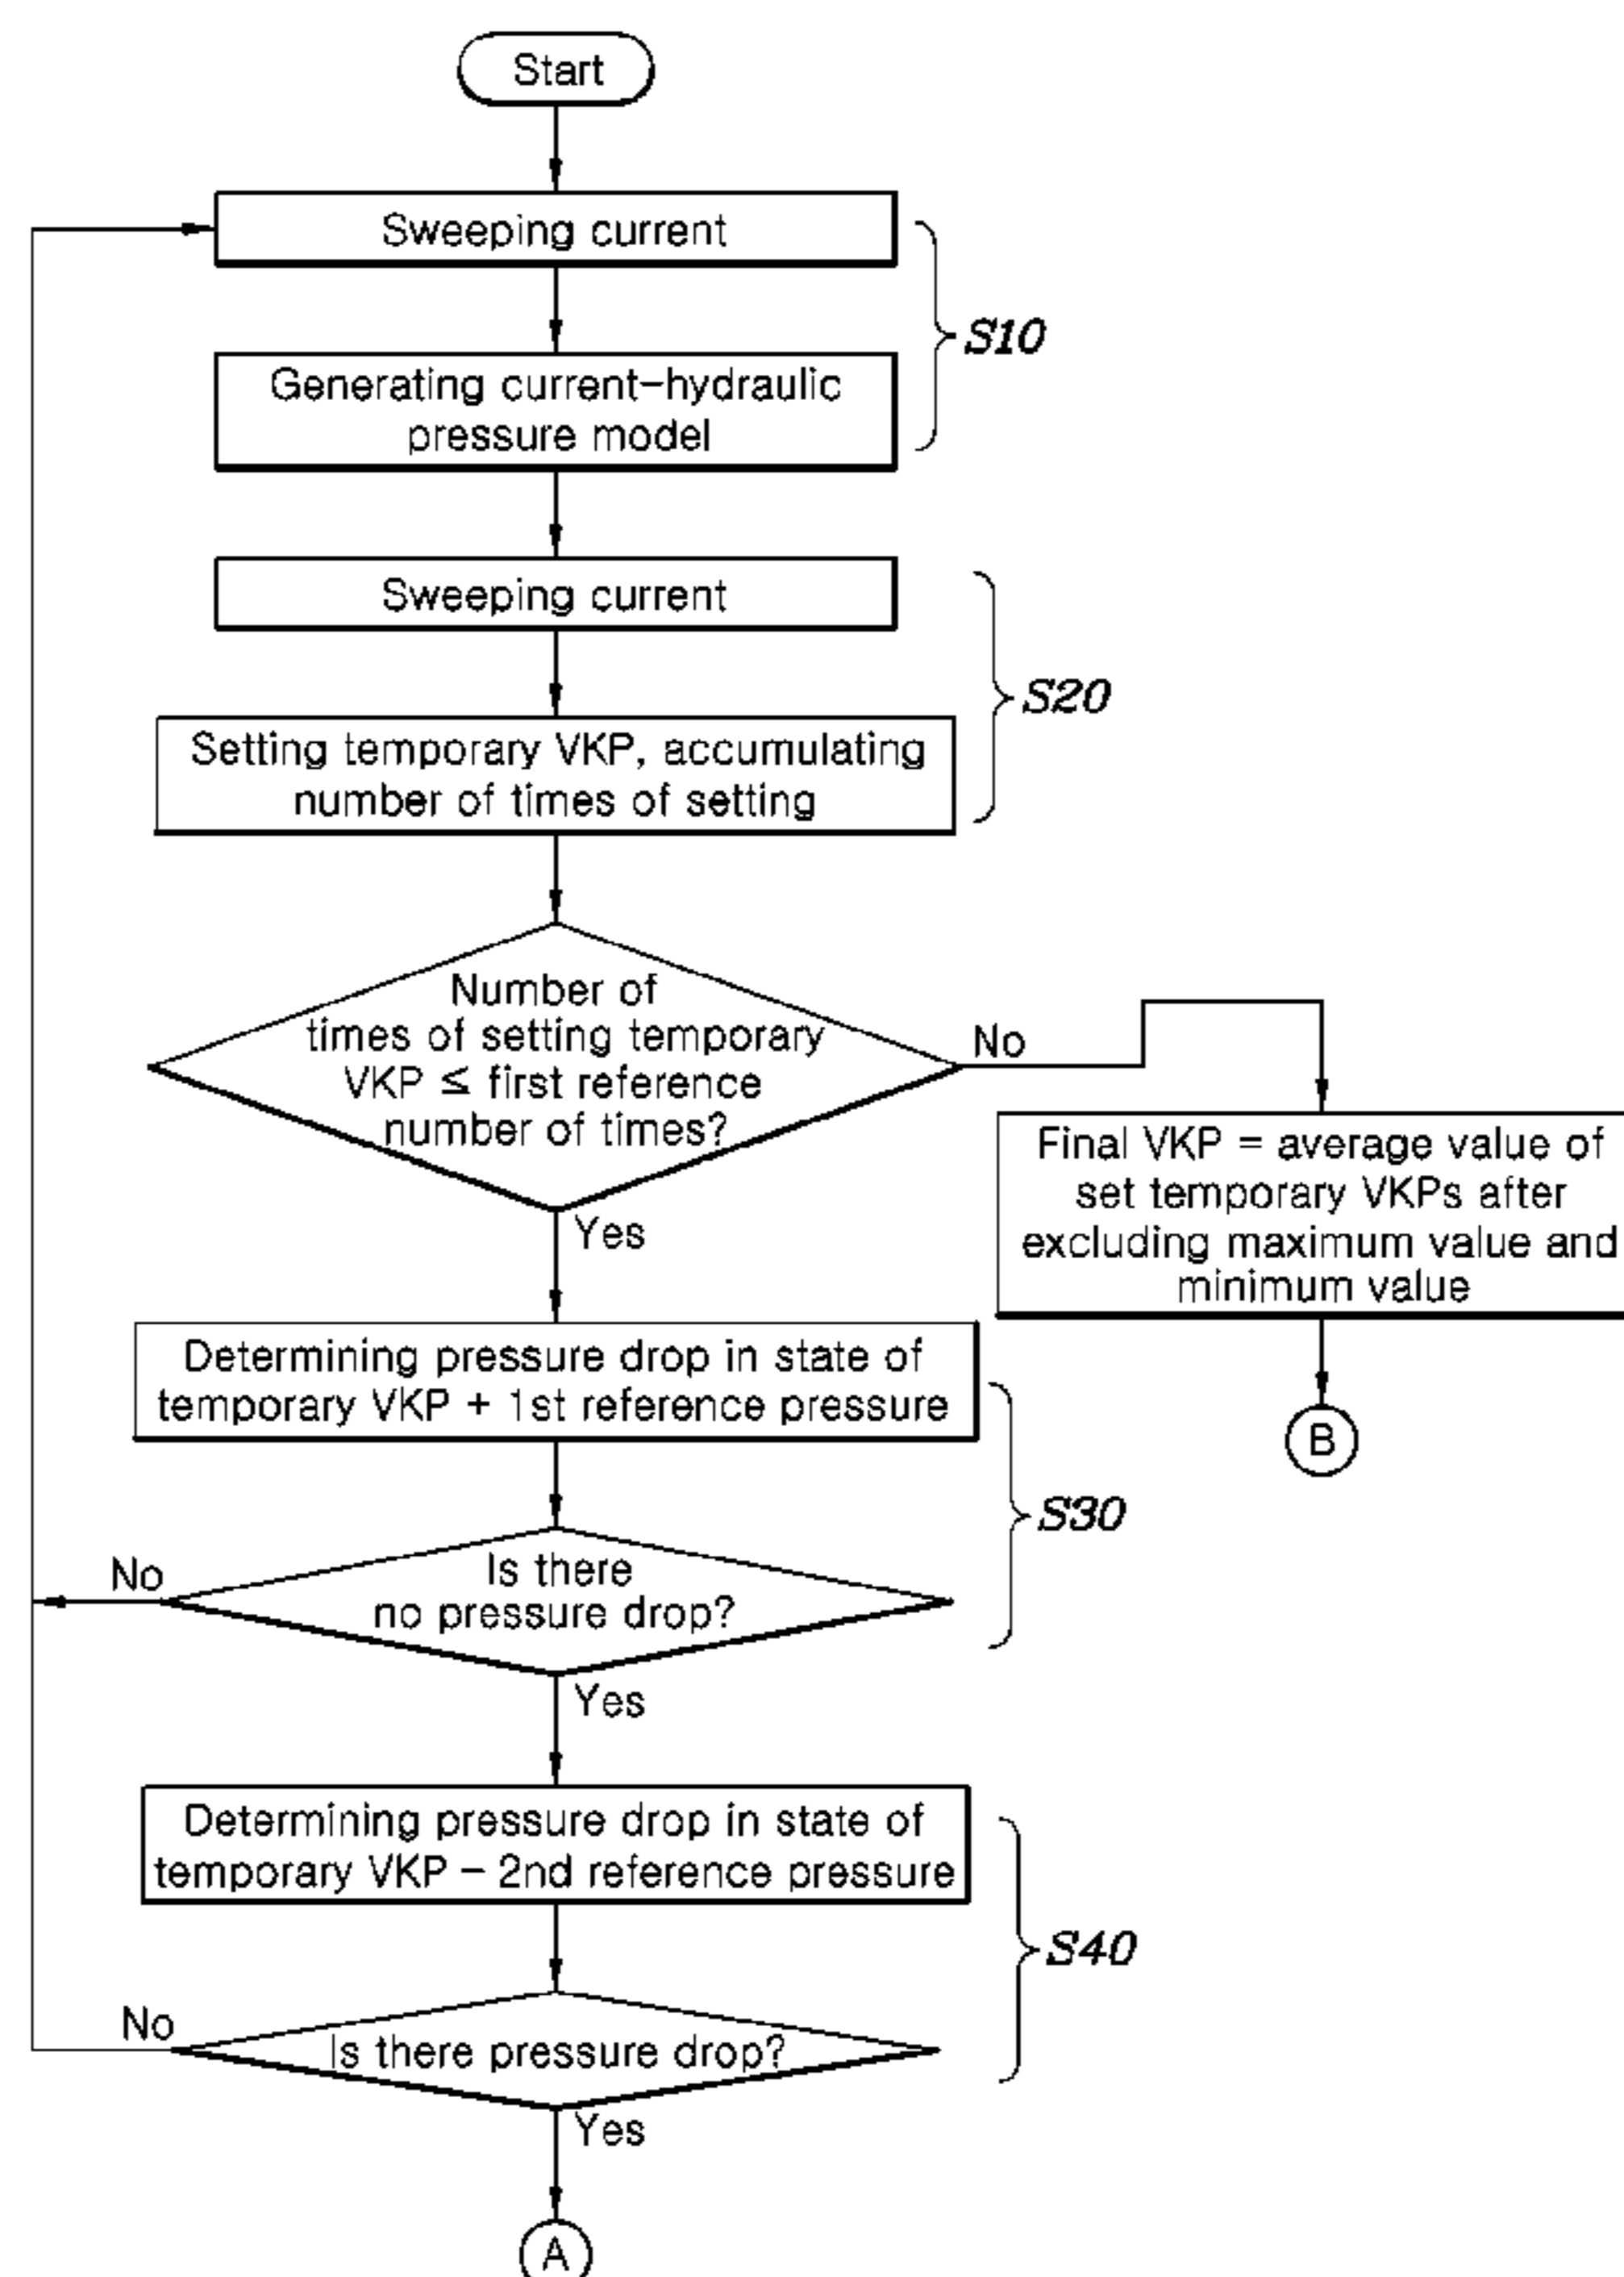 Start
Sweeping current
Generating current-hydraulic
pressure model
S10
Sweeping current
Setting temporary VKP, accumulating
number of times of setting
S20
Number of
times of setting temporary
VKP ≤ first reference
number of times?
No
Yes
Final VKP = average value of
set temporary VKPs after
excluding maximum value and
minimum value
B
Determining pressure drop in state of
temporary VKP + 1st reference pressure
Is there
no pressure drop?
S30
No
Yes
Determining pressure drop in state of
temporary VKP - 2nd reference pressure
S40
Is there pressure drop?
No
Yes
A